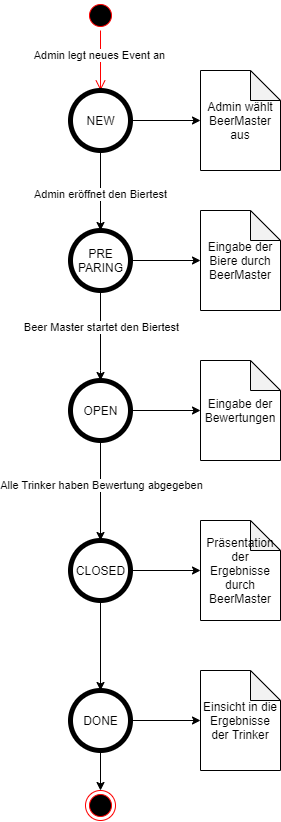 Admin legt neues Event an
NEW
Admin wählt
BeerMaster
aus
Admin eröffnet den Biertest
PRE
PARING
Eingabe der
Biere durch
BeerMaster
Beer Master startet den Biertest
OPEN
Eingabe der
Bewertungen
Alle Trinker haben Bewertung abgegeben
CLOSED
Präsentation
der
Ergebnisse
durch
BeerMaster
DONE
Einsicht in die
Ergebnisse
der Trinker